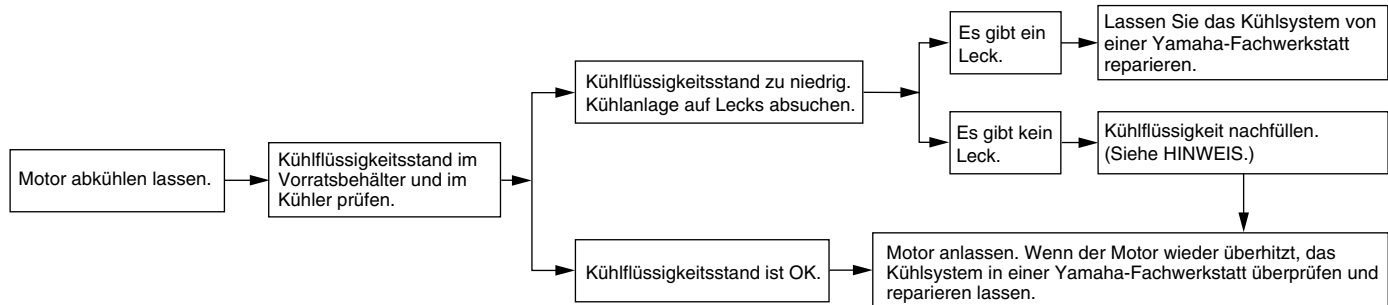 Motor abkühlen lassen.
Kühlflüssigkeitsstand im
Vorratsbehälter und im
Kühler prüfen.
Kühlflüssigkeitsstand zu niedrig.
Kühlanlage auf Lecks absuchen.
Es gibt ein
Leck.
Lassen Sie das Kühlsystem von
einer Yamaha-Fachwerkstatt
reparieren.
Es gibt kein
Leck.
Kühlflüssigkeit nachfüllen.
(Siehe HINWEIS.)
Kühlflüssigkeitsstand ist OK.
Motor anlassen. Wenn der Motor wieder überhitzt, das
Kühlsystem in einer Yamaha-Fachwerkstatt überprüfen und
reparieren lassen.